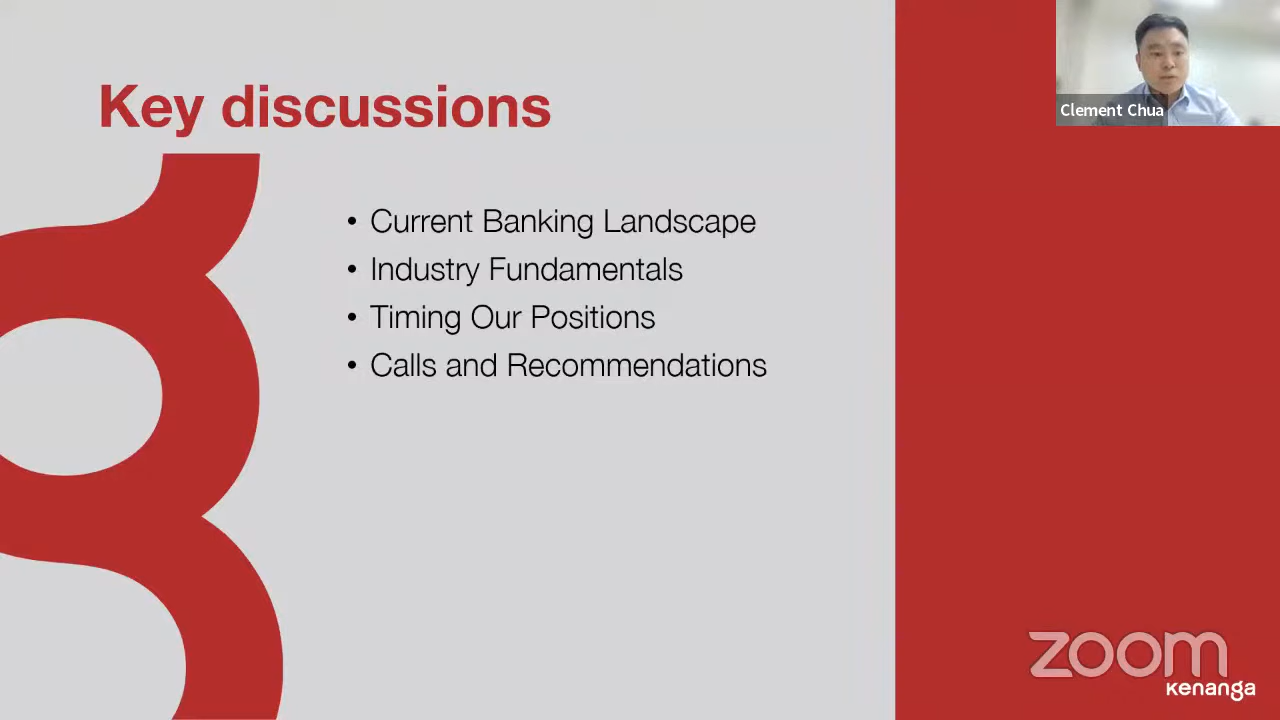 Key discussions
• Current Banking Landscape
• Industry Fundamentals
• Timing Our Positions
• Calls and Recommendations
Clement Chua
zoom
kenanga